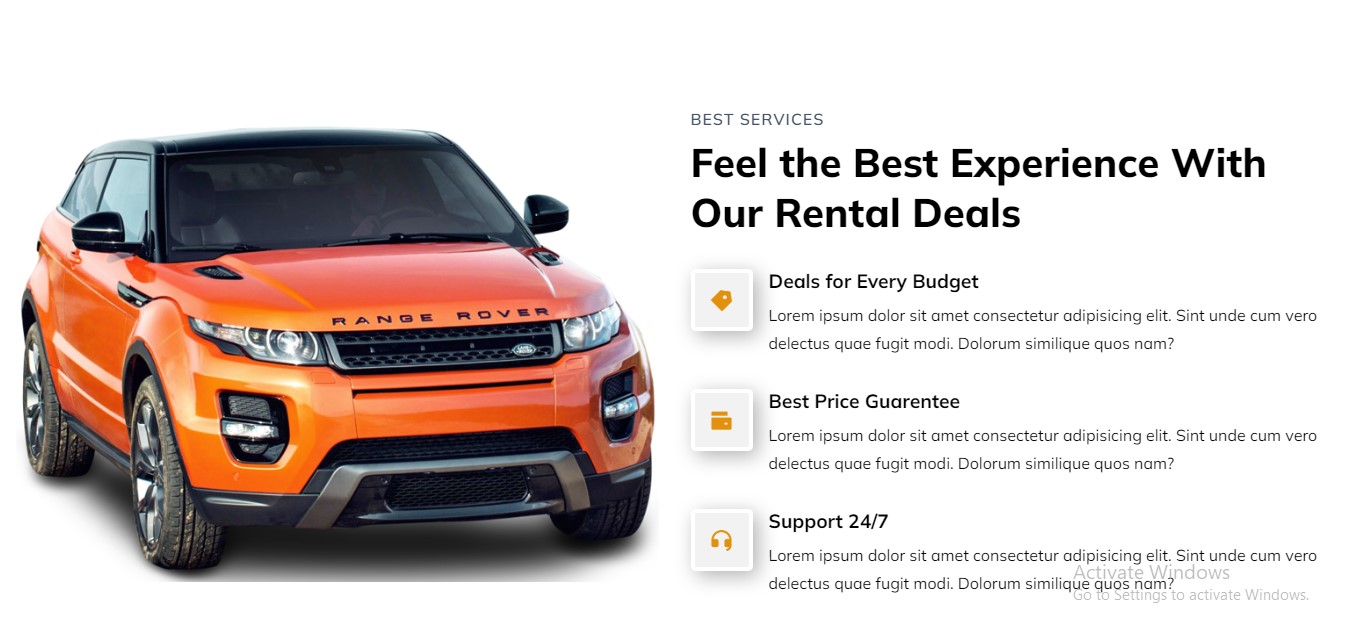 BEST SERVICES
Feel the Best Experience With
Our Rental Deals
RANGE ROVER
Deals for Every Budget
Lorem ipsum dolor sit amet consectetur adipisicing elit. Sint unde cum vero
delectus quae fugit modi. Dolorum similique quos nam?
Best Price Guarentee
Lorem ipsum dolor sit amet consectetur adipisicing elit. Sint unde cum vero
delectus quae fugit modi. Dolorum similique quos nam?
Support 24/7
Lorem ipsum dolor sit amet consectetur adipisicing elit. Sint unde cum vero
delectus quae fugit modi. Dolorum similique quos nam?
Activate Windows
Go to Settings to activate Windows.